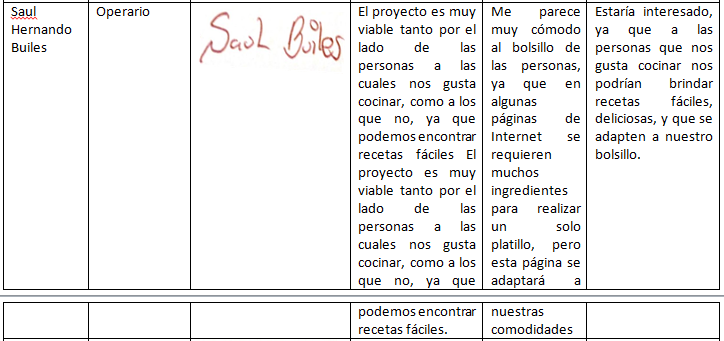 Saul
Hernando
Builes
Operario
Saul Builes
El proyecto es muy
viable tanto por el
lado de las
personas a las
cuales nos gusta
cocinar, como a los
que no, ya que
podemos encontrar
recetas fáciles El
proyecto es muy
viable tanto por el
lado de las
personas a las
cuales nos gusta
cocinar, como a los
que no, ya que
podemos encontrar
recetas fáciles.
Me parece
muy cómodo
al bolsillo de
las personas,
ya que en
algunas
páginas de
Internet se
requieren
muchos
ingredientes
para realizar
un solo
platillo, pero
esta página se
adaptará a
nuestras
comodidades
Estaría interesado,
ya que a las
personas que nos
gusta cocinar nos
podrían brindar
recetas fáciles,
deliciosas, y que se
adapten a nuestro
bolsillo.